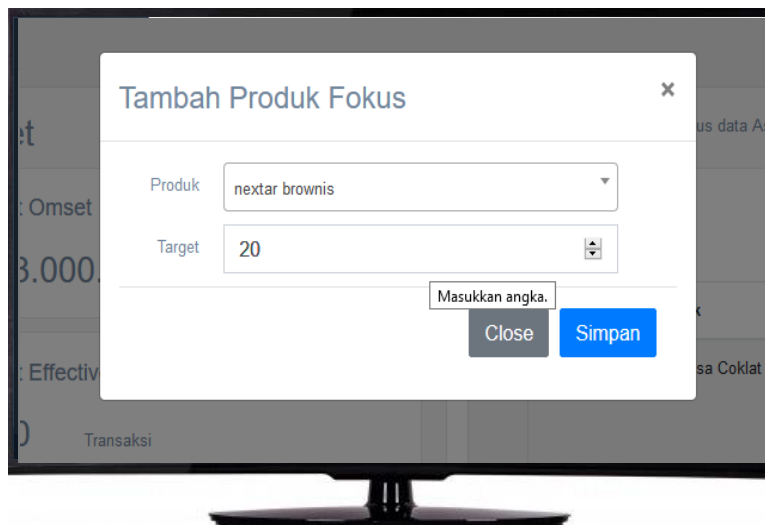 Tambah Produk Fokus
×
us data A
et
Produk
nextar brownis
Omset
Target
20
3.000.
Masukkan angka.
Close
Simpan
Effectiv
sa Coklat
Transaksi